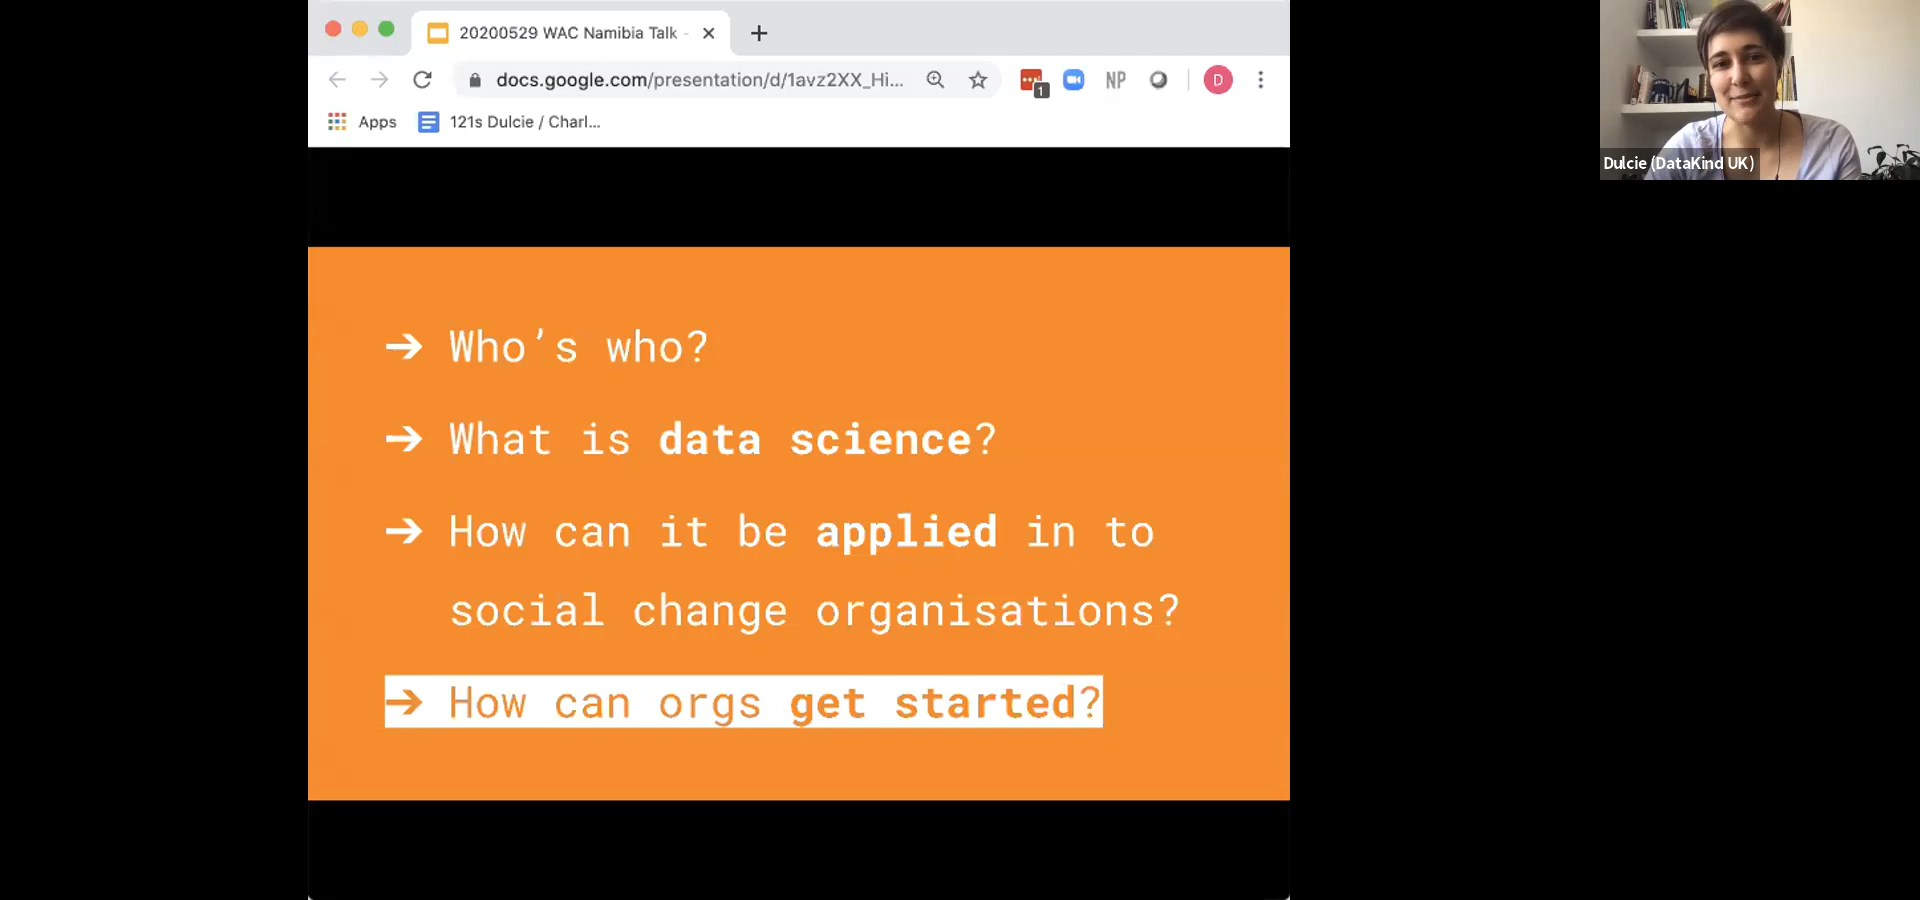 20200529 WAC Namibia Talk -
docs.google.com/presentation/d/1avz2XX_Hi...
1
NP
D
Apps
121s Dulcie / Charl...
➔ Who’s who?
➔ What is data science?
➔ How can it be applied in to
social change organisations?
➔ How can orgs get started?
Dulcie (DataKind UK)